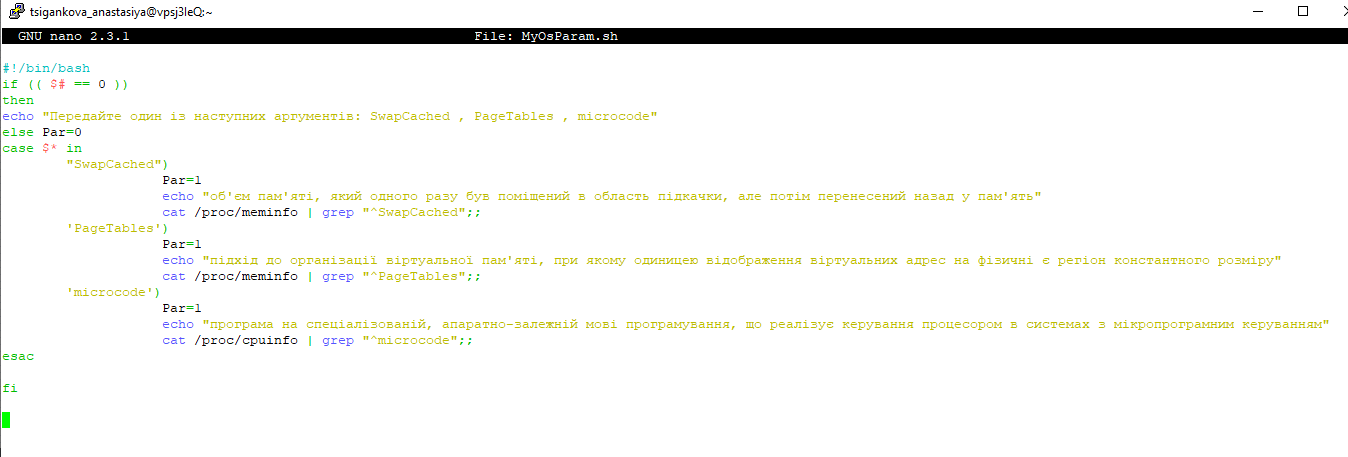 tsigankova_anastasiya@vpsj3leQ:~
GNU nano 2.3.1 File: MyOsParam.sh
#!/bin/bash
if (( $# == 0 ))
then
echo "Передайте один із наступних аргументів: SwapCached , PageTables , microcode"
else Par=0
case $* in
"SwapCached")
Par=1
echo "об'єм пам'яті, який одного разу був поміщений в область підкачки, але потім перенесений назад у пам'ять"
cat /proc/meminfo | grep "^SwapCached";;
'PageTables')
Par=1
echo "підхід до організації віртуальної пам'яті, при якому одиницею відображення віртуальних адрес на фізичні є регіон константного розміру"
cat /proc/meminfo | grep "^PageTables";;
'microcode')
Par=1
echo "програма на спеціалізованій, апаратно-залежній мові програмування, що реалізує керування процесором в системах з мікропрограмним керуванням"
cat /proc/cpuinfo | grep "^microcode";;
esac
fi